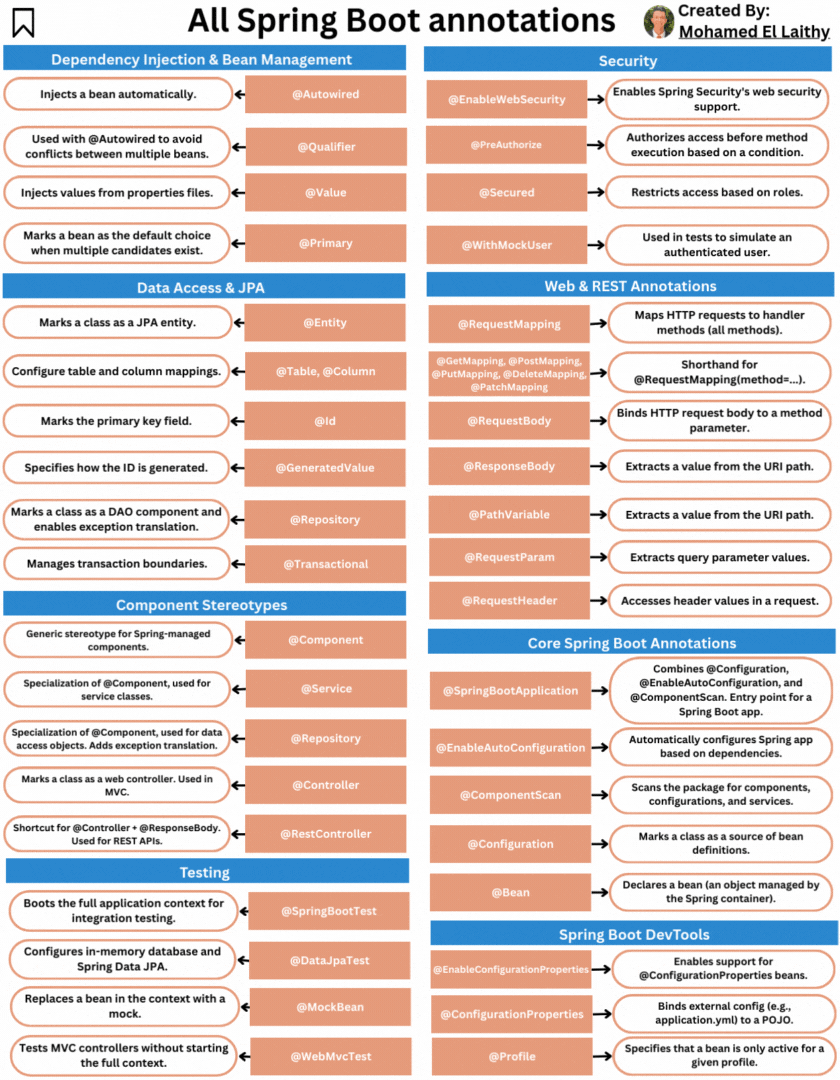 All Spring Boot annotations
Created By:
Mohamed El Laithy
Dependency Injection & Bean Management
Injects a bean automatically.
@Autowired
Used with @Autowired to avoid
conflicts between multiple beans.
@Qualifier
Injects values from properties files.
@Value
Marks a bean as the default choice
when multiple candidates exist.
@Primary
Data Access & JPA
Marks a class as a JPA entity.
@Entity
Configure table and column mappings.
@Table, @Column
Marks the primary key field.
@Id
Specifies how the ID is generated.
@GeneratedValue
Marks a class as a DAO component and
enables exception translation.
@Repository
Manages transaction boundaries.
@Transactional
Component Stereotypes
Generic stereotype for Spring-managed
components.
@Component
Specialization of @Component, used for
service classes.
@Service
Specialization of @Component, used for data
access objects. Adds exception translation.
@Repository
Marks a class as a web controller. Used in
MVC.
@Controller
Shortcut for @Controller + @ResponseBody.
Used for REST APIs.
@RestController
Testing
Boots the full application context for
integration testing.
@SpringBootTest
Configures in-memory database and
Spring Data JPA.
@DataJpaTest
Replaces a bean in the context with a
mock.
@MockBean
Tests MVC controllers without starting
the full context.
@WebMvcTest
Security
@EnableWebSecurity
Enables Spring Security's web security
support.
@PreAuthorize
Authorizes access before method
execution based on a condition.
@Secured
Restricts access based on roles.
@WithMockUser
Used in tests to simulate an
authenticated user.
Web & REST Annotations
@RequestMapping
Maps HTTP requests to handler
methods (all methods).
@GetMapping, @PostMapping,
@PutMapping, @DeleteMapping,
@PatchMapping
Shorthand for
@RequestMapping(method=...).
@RequestBody
Binds HTTP request body to a method
parameter.
@ResponseBody
Extracts a value from the URI path.
@PathVariable
Extracts a value from the URI path.
@RequestParam
Extracts query parameter values.
@RequestHeader
Accesses header values in a request.
Core Spring Boot Annotations
@SpringBootApplication
Combines @Configuration,
@EnableAutoConfiguration, and
@ComponentScan. Entry point for a
Spring Boot app.
@EnableAutoConfiguration
Automatically configures Spring app
based on dependencies.
@ComponentScan
Scans the package for components,
configurations, and services.
@Configuration
Marks a class as a source of bean
definitions.
@Bean
Declares a bean (an object managed by
the Spring container).
Spring Boot DevTools
@EnableConfigurationProperties
Enables support for
@ConfigurationProperties beans.
@ConfigurationProperties
Binds external config (e.g.,
application.yml) to a POJO.
@Profile
Specifies that a bean is only active for a
given profile.